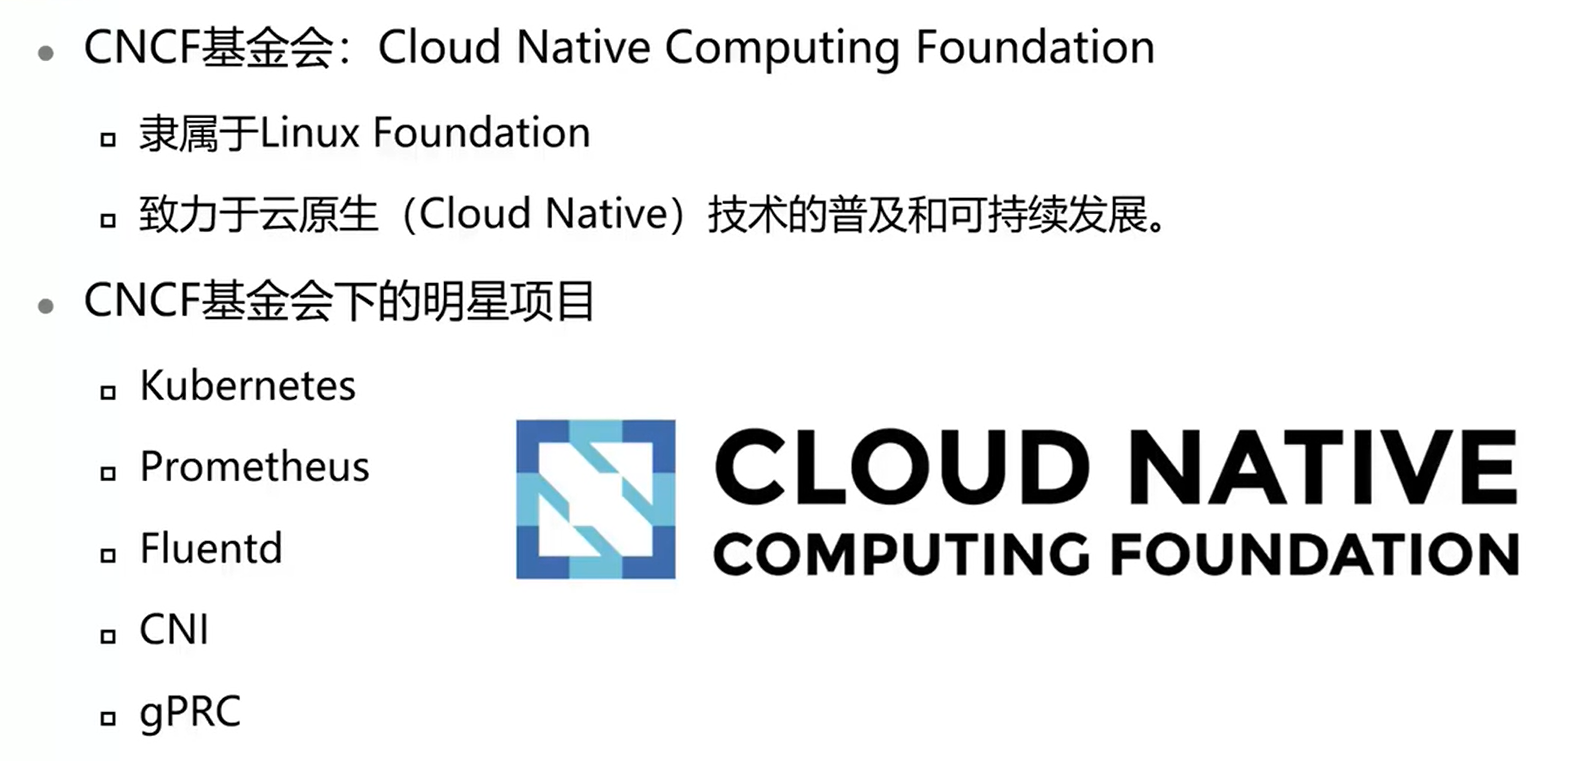 CNCF基金会：Cloud Native Computing Foundation
隶属于Linux Foundation
致力于云原生（Cloud Native）技术的普及和可持续发展。
CNCF基金会下的明星项目
Kubernetes
Prometheus
Fluentd
CNI
gPRC
CLOUD NATIVE
COMPUTING FOUNDATION